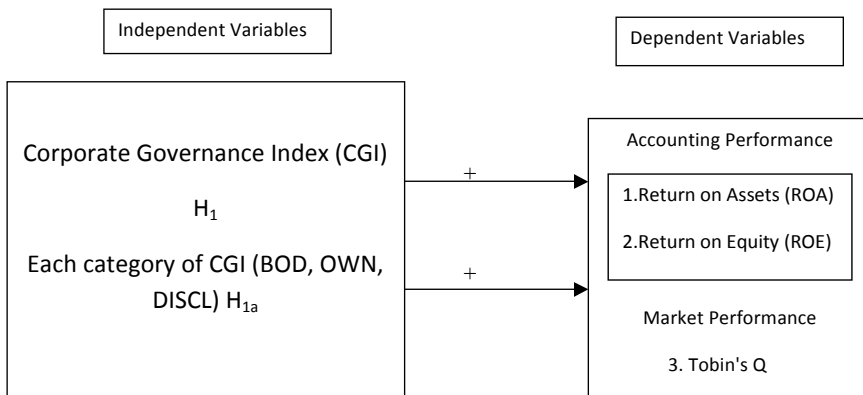 Independent Variables
Dependent Variables
Corporate Governance Index (CGI)
H1
Each category of CGI (BOD, OWN,
DISCL) H1a
+
+
Accounting Performance
1.Return on Assets (ROA)
2.Return on Equity (ROE)
Market Performance
3. Tobin's Q